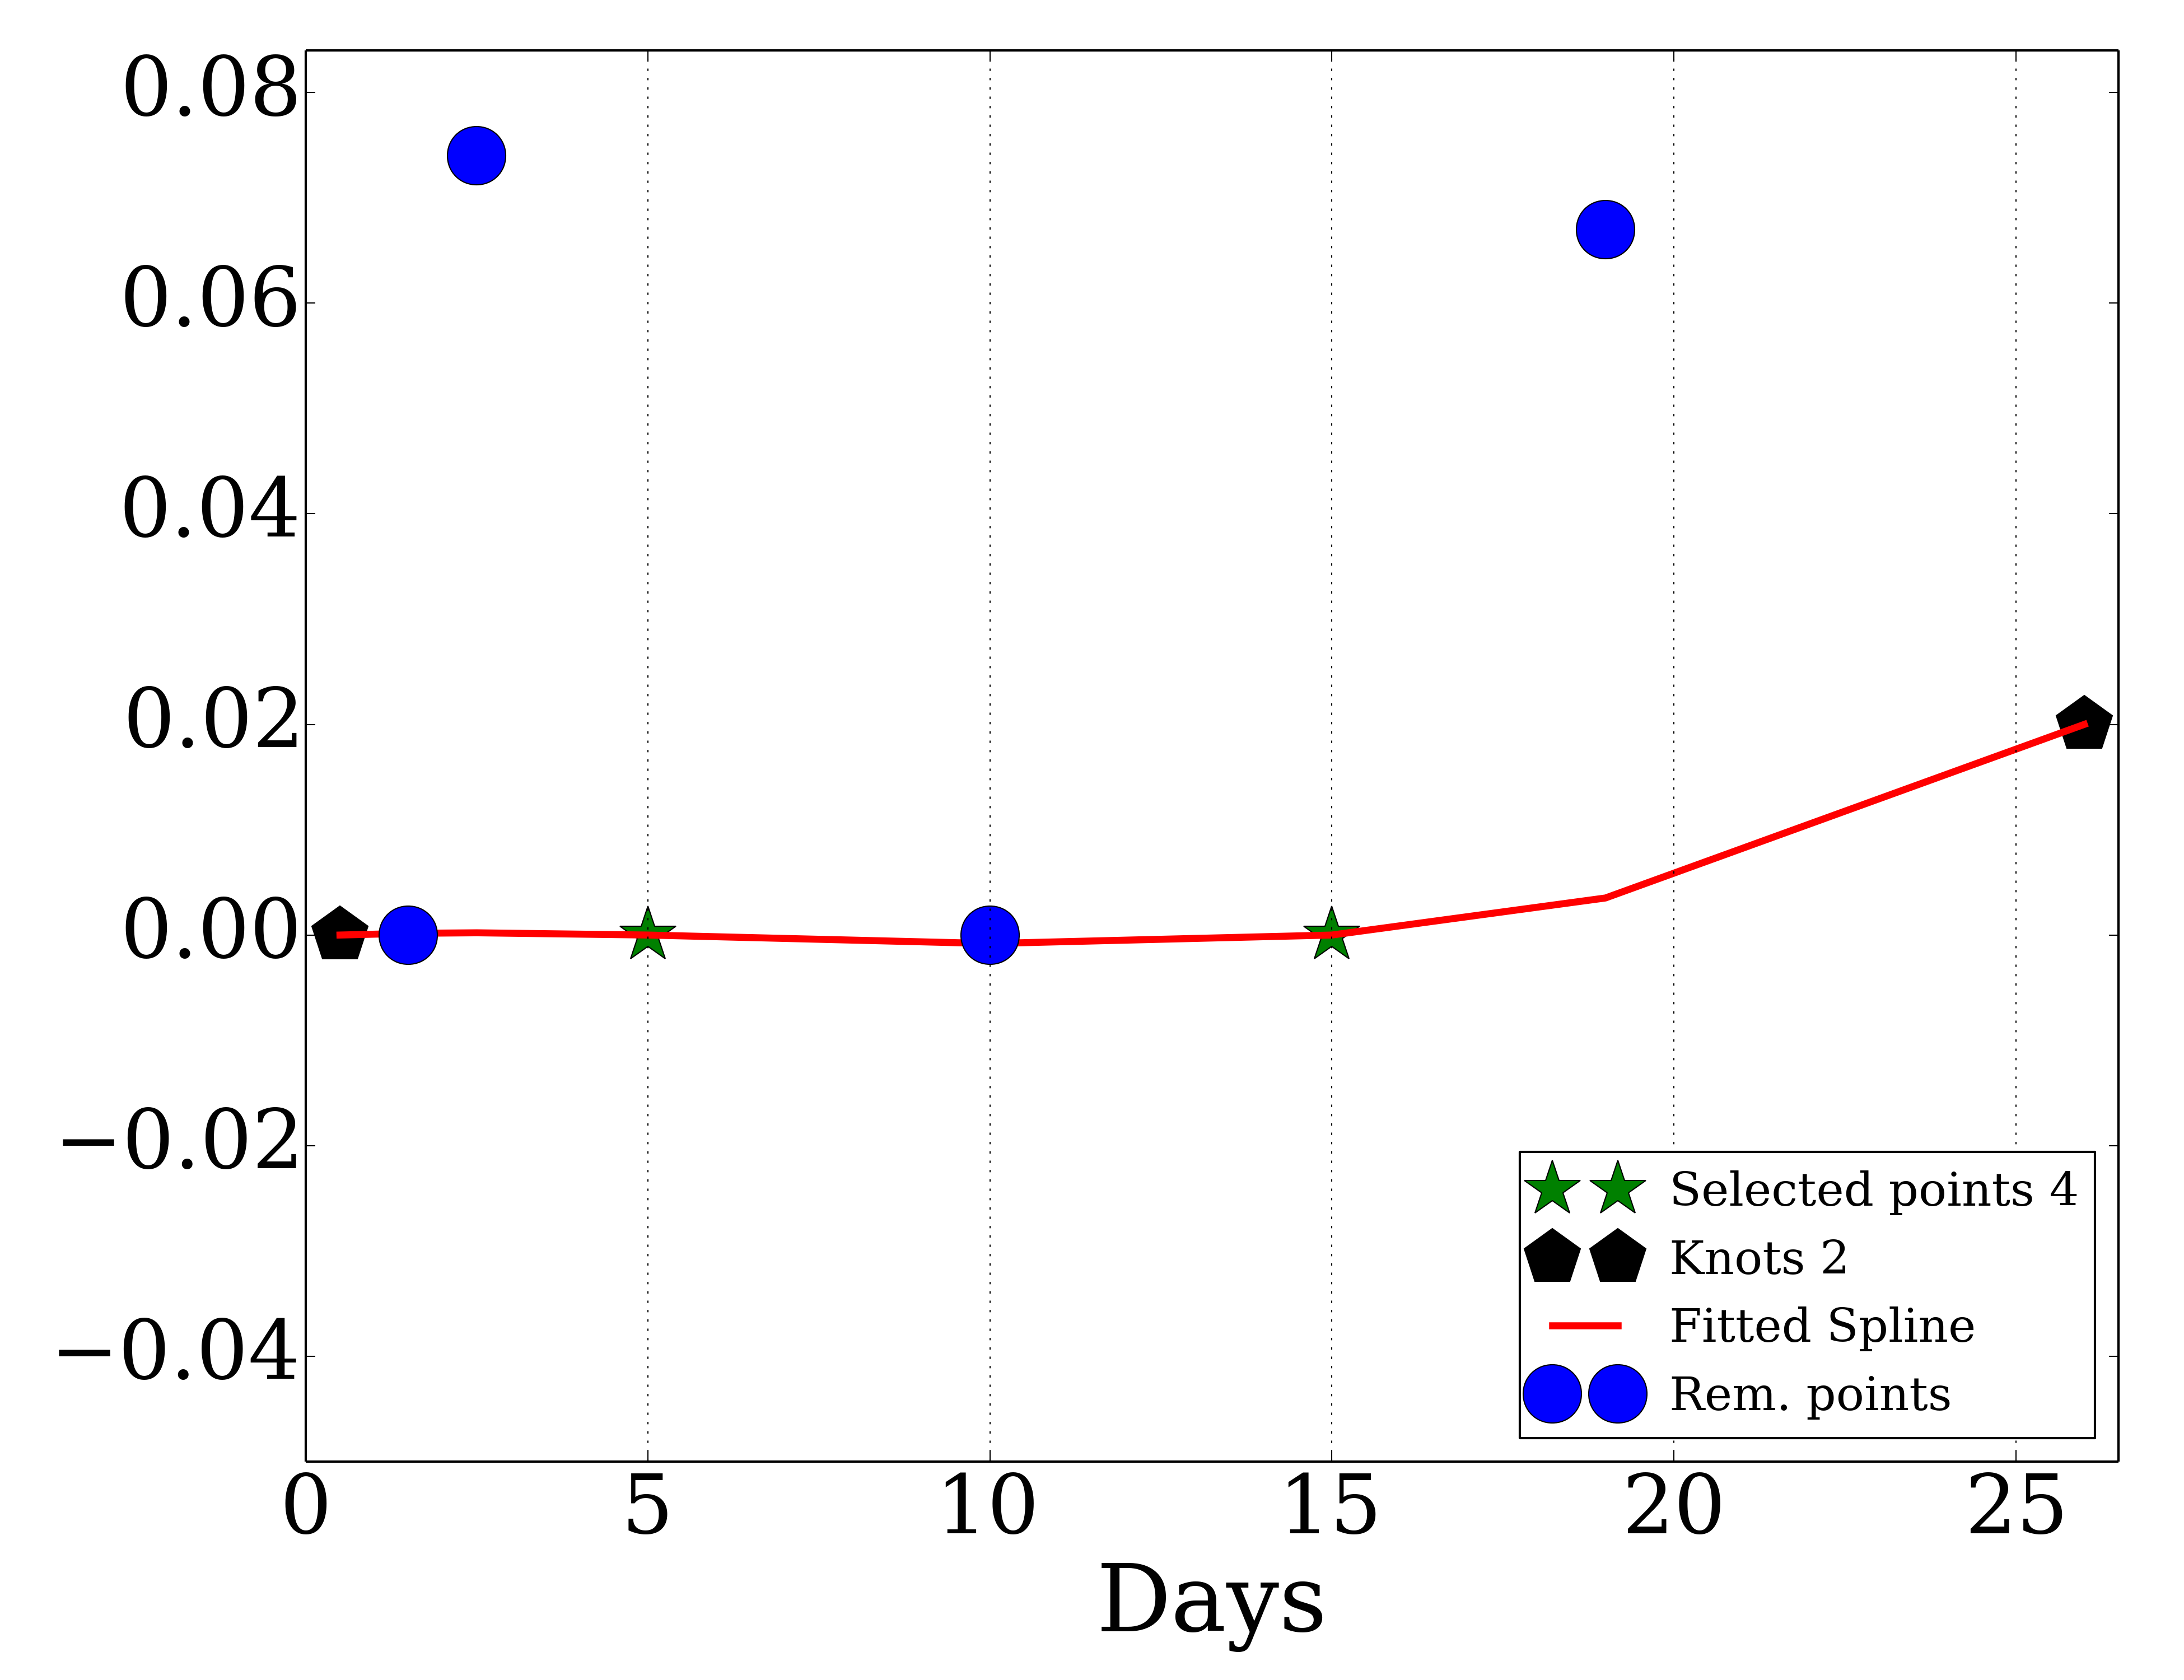 0.08
0.06
0.04
0.02
0.00
−0.02
−0.04
0 5 10 15 20 25
Days
Selected points 4
Knots 2
Fitted Spline
Rem. points